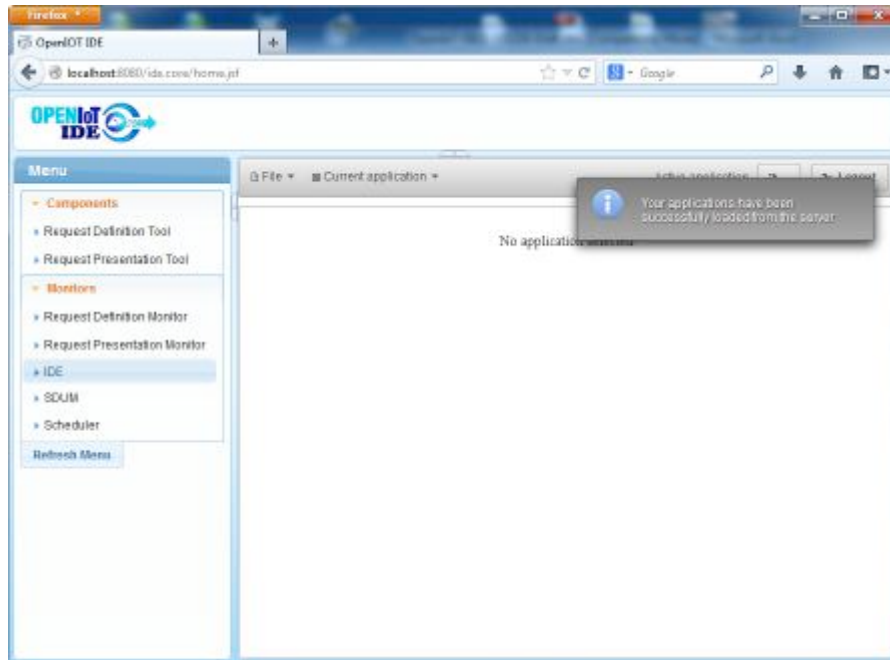 Firefox
OpenIOT IDE
localhost:8080/ide.core/home.jsf
Google
OPENIoT
IDE
Menu
File
Current application
Active application
Logout
Your applications have been
successfully loaded from the server
Components
Request Definition Tool
Request Presentation Tool
No application selected
Monitors
Request Definition Monitor
Request Presentation Monitor
IDE
SDUM
Scheduler
Refresh Menu